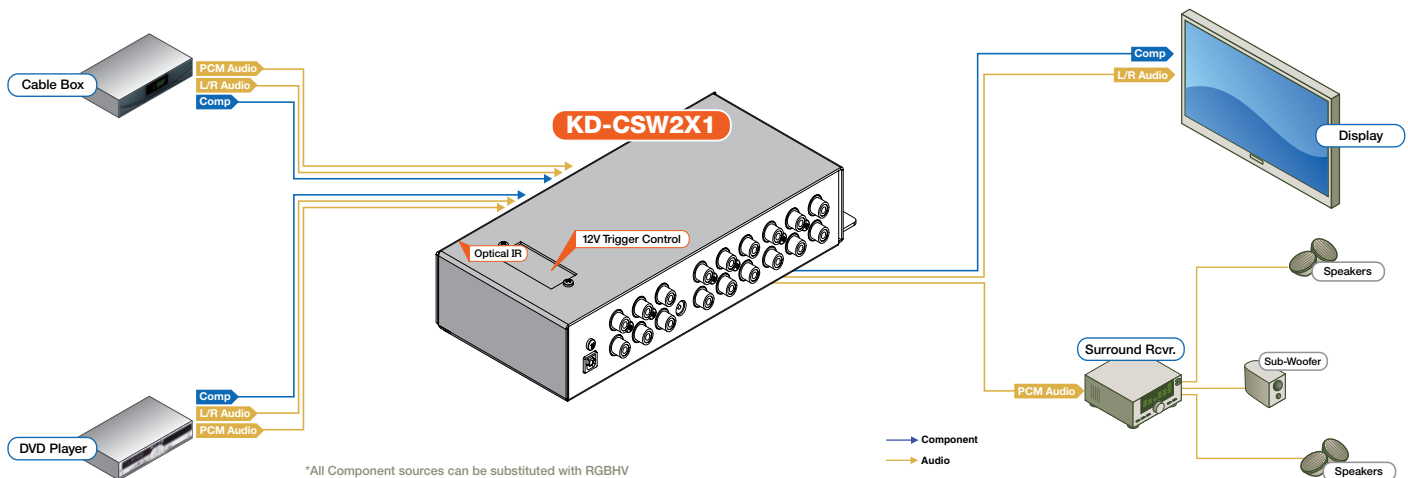 PCM Audio
L/R Audio
Comp
Cable Box
KD-CSW2X1
Comp
L/R Audio
Display
Optical IR
12V Trigger Control
Speakers
Surround Rcvr.
Sub-Woofer
PCM Audio
Comp
L/R Audio
PCM Audio
DVD Player
Component
Audio
Speakers
*All Component sources can be substituted with RGBHV